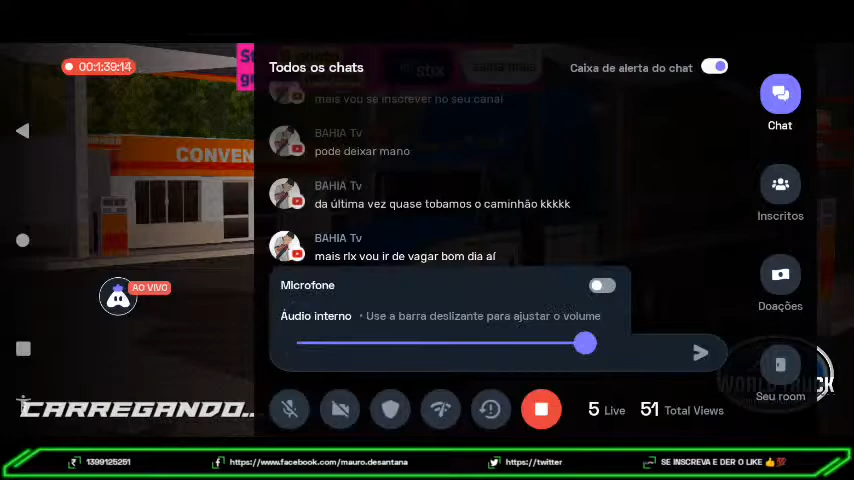 00:1:39:14
Todos os chats
Caixa de alerta do chat
mais vou se inscrever no seu canal
Chat
BAHIA Tv
pode deixar mano
CONVEN
BAHIA Tv
da última vez quase tobamos o caminhão kkkkk
Inscritos
BAHIA Tv
mais rlx vou ir de vagar bom dia aí
AO VIVO
Microfone
Doações
Áudio interno • Use a barra deslizante para ajustar o volume
WORLD TRUCK
Seu room
CARREGANDO..
5 Live
51 Total Views
1399125251
https://www.facebook.com/mauro.desantana
https://twitter
SE INSCREVA E DER O LIKE 👍💯